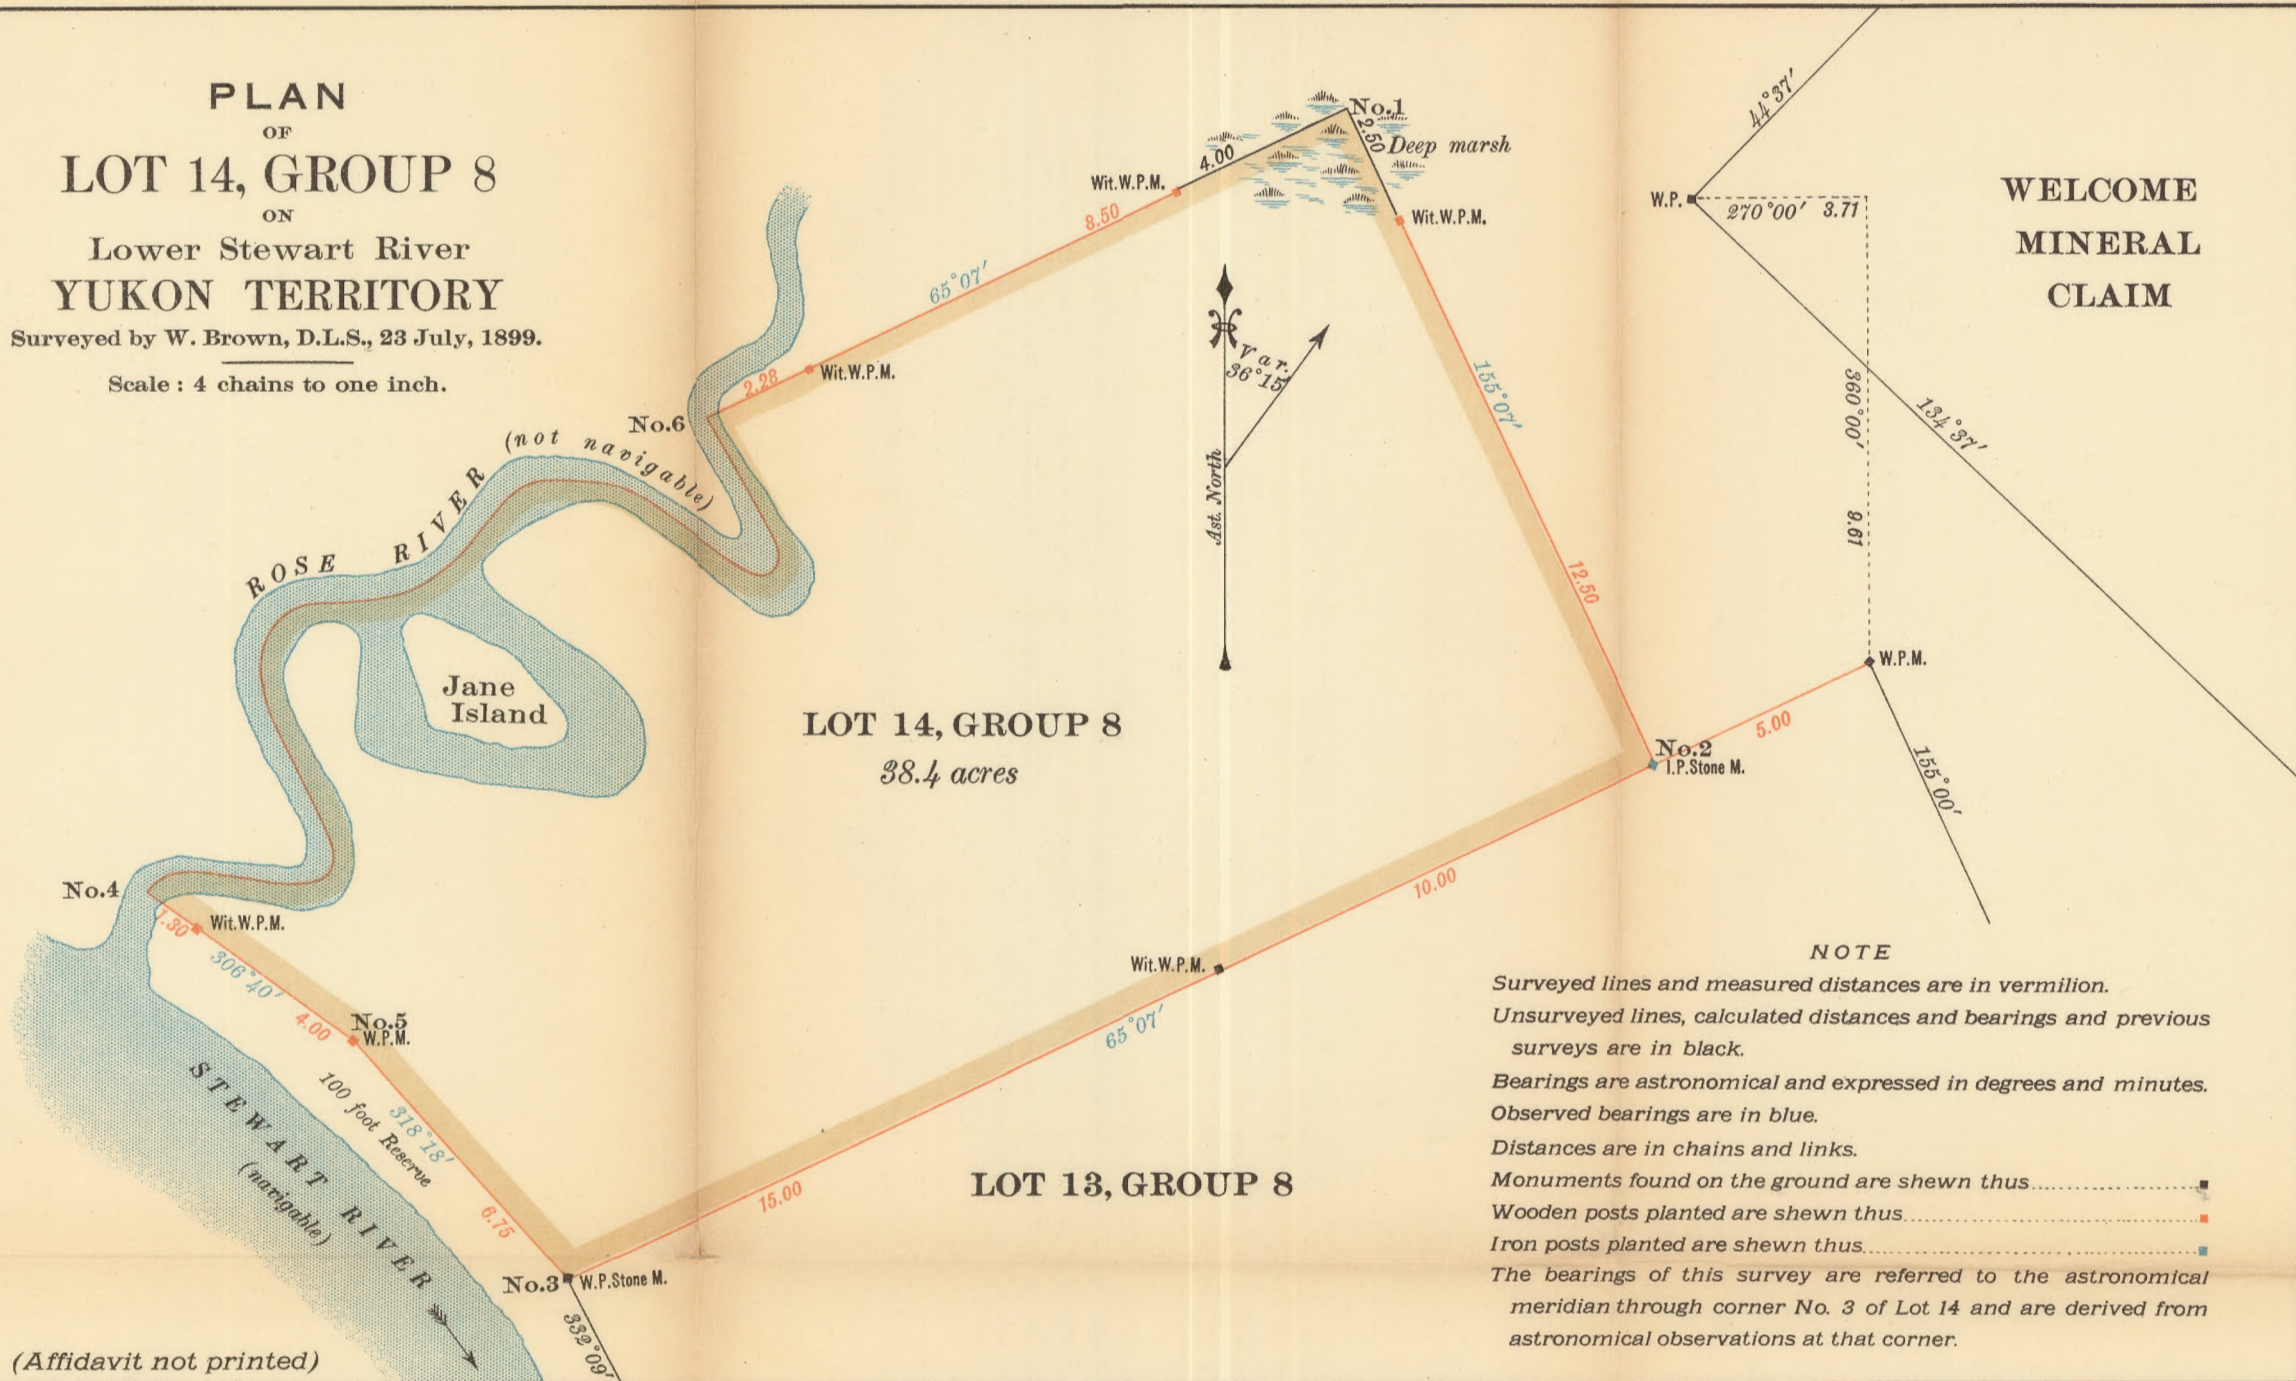 PLAN
OF
LOT 14, GROUP 8
ON
Lower Stewart River
YUKON TERRITORY
Surveyed by W. Brown, D.L.S., 23 July, 1899.
Scale : 4 chains to one inch.
No.1
2.50
Deep marsh
4.00
Wit.W.P.M.
8.50
Wit.W.P.M.
65°07'
2.28
Wit.W.P.M.
No.6
(not navigable)
ROSE RIVER
Jane
Island
Var.
36°15'
Ast. North
155°07'
12.50
44°37'
W.P.
270°00' 3.71
WELCOME
MINERAL
CLAIM
360°00'
9.61
134°37'
W.P.M.
5.00
155°00'
No.2
I.P.Stone M.
LOT 14, GROUP 8
38.4 acres
10.00
Wit.W.P.M.
65°07'
15.00
LOT 13, GROUP 8
No.4
1.30
Wit.W.P.M.
306°40'
4.00
No.5
W.P.M.
100 foot Reserve
318°18'
6.75
STEWART RIVER
(navigable)
No.3
W.P.Stone M.
332°09'
(Affidavit not printed)
NOTE
Surveyed lines and measured distances are in vermilion.
Unsurveyed lines, calculated distances and bearings and previous
surveys are in black.
Bearings are astronomical and expressed in degrees and minutes.
Observed bearings are in blue.
Distances are in chains and links.
Monuments found on the ground are shewn thus
Wooden posts planted are shewn thus
Iron posts planted are shewn thus
The bearings of this survey are referred to the astronomical
meridian through corner No. 3 of Lot 14 and are derived from
astronomical observations at that corner.